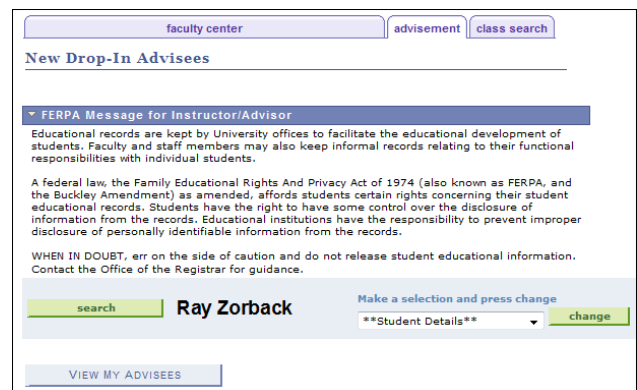 faculty center
advisement
class search
New Drop-In Advisees
FERPA Message for Instructor/Advisor
Educational records are kept by University offices to facilitate the educational development of
students. Faculty and staff members may also keep informal records relating to their functional
responsibilities with individual students.
A federal law, the Family Educational Rights And Privacy Act of 1974 (also known as FERPA, and
the Buckley Amendment) as amended, affords students certain rights concerning their student
educational records. Students have the right to have some control over the disclosure of
information from the records. Educational institutions have the responsibility to prevent improper
disclosure of personally identifiable information from the records.
WHEN IN DOUBT, err on the side of caution and do not release student educational information.
Contact the Office of the Registrar for guidance.
search
Ray Zorback
Make a selection and press change
**Student Details**
change
VIEW MY ADVISEES